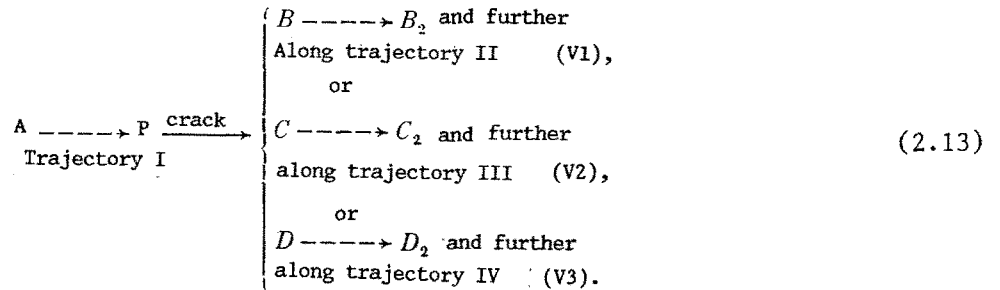 B -----→ B₂ and further
Along trajectory II (V1),
or
A -----→ P crack → C -----→ C₂ and further (2.13)
Trajectory I along trajectory III (V2),
or
D -----→ D₂ and further
along trajectory IV (V3).